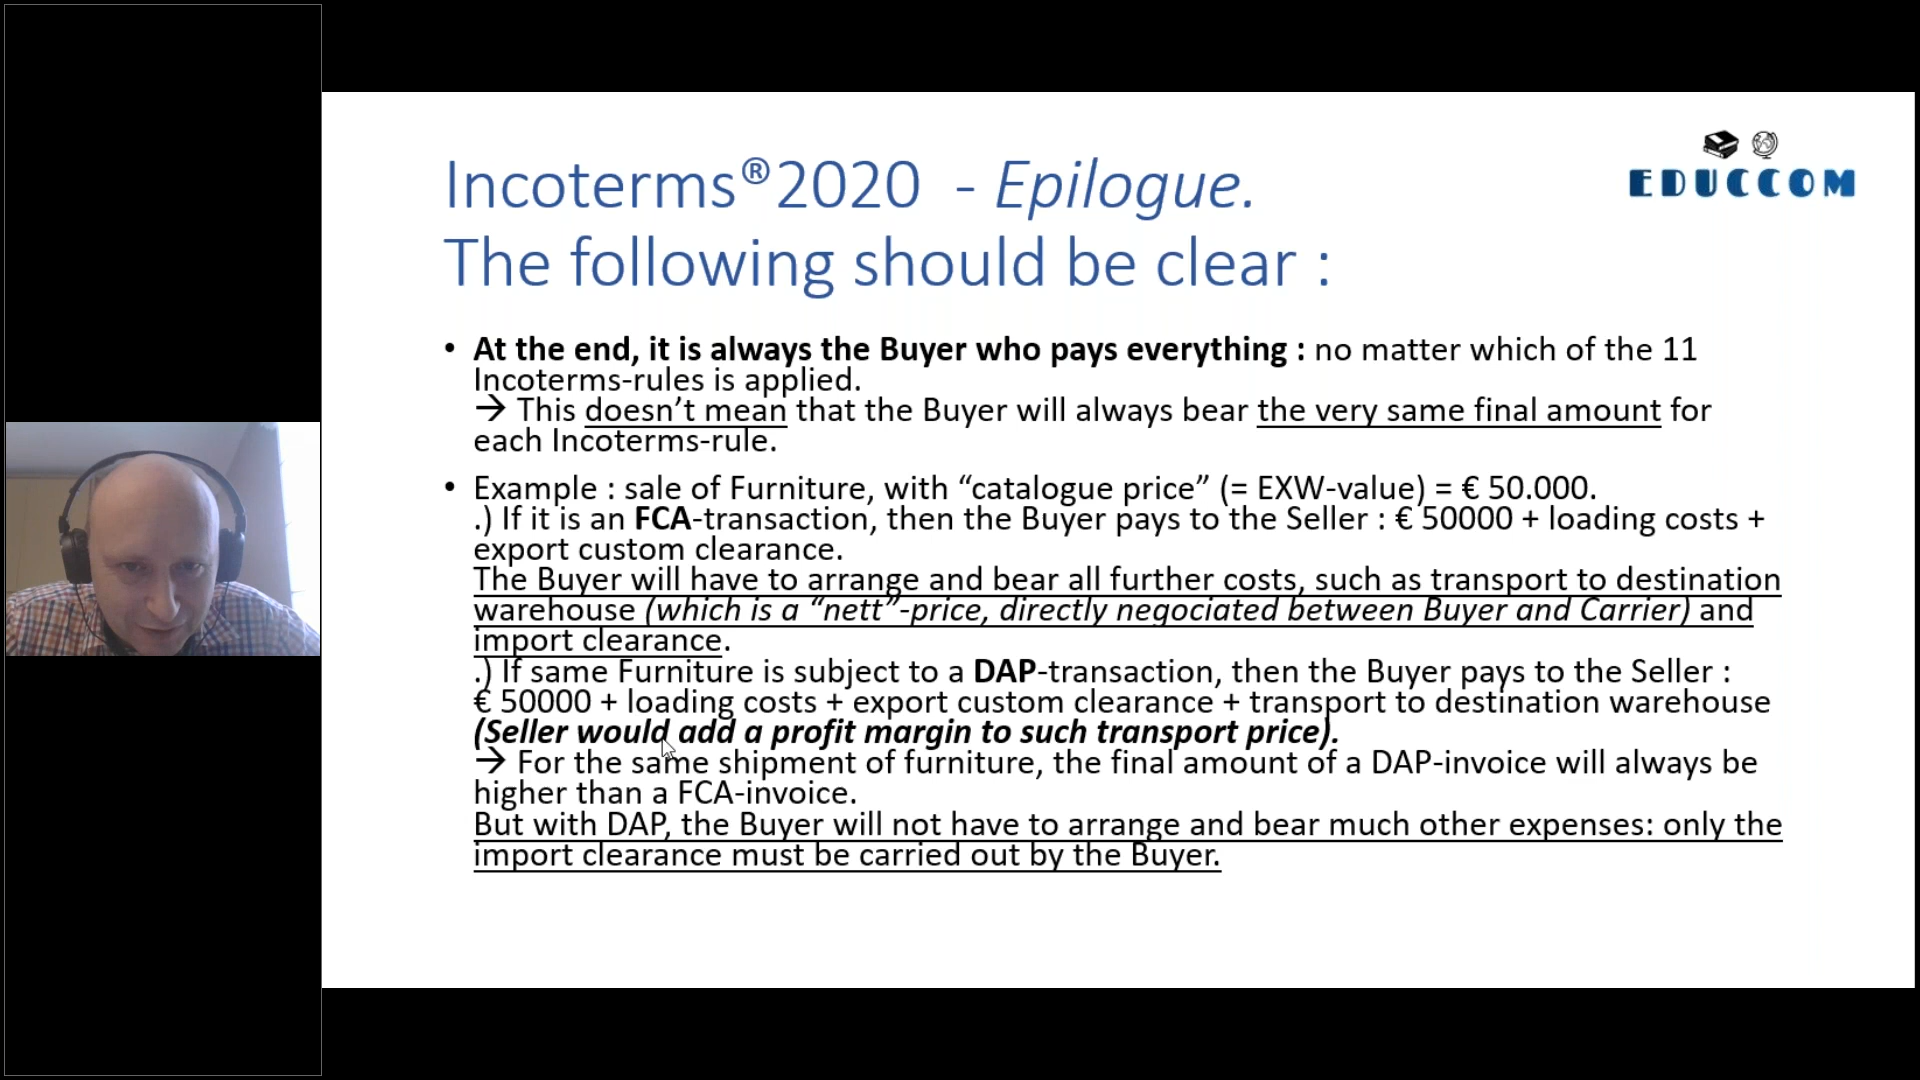 Incoterms®2020 - Epilogue.
The following should be clear :
EDUCCOM
• At the end, it is always the Buyer who pays everything : no matter which of the 11
Incoterms-rules is applied.
→ This doesn’t mean that the Buyer will always bear the very same final amount for
each Incoterms-rule.
• Example : sale of Furniture, with “catalogue price” (= EXW-value) = € 50.000.
.) If it is an FCA-transaction, then the Buyer pays to the Seller : € 50000 + loading costs +
export custom clearance.
The Buyer will have to arrange and bear all further costs, such as transport to destination
warehouse (which is a “nett”-price, directly negociated between Buyer and Carrier) and
import clearance.
.) If same Furniture is subject to a DAP-transaction, then the Buyer pays to the Seller :
€ 50000 + loading costs + export custom clearance + transport to destination warehouse
(Seller would add a profit margin to such transport price).
→ For the same shipment of furniture, the final amount of a DAP-invoice will always be
higher than a FCA-invoice.
But with DAP, the Buyer will not have to arrange and bear much other expenses: only the
import clearance must be carried out by the Buyer.